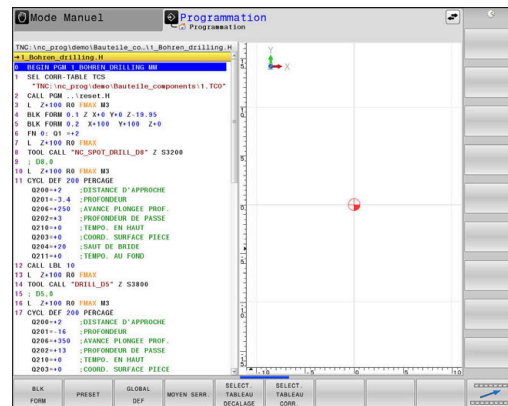 Mode Manuel
Programmation
Programmation
TNC:\nc_prog\demo\Bauteile_co…\1_Bohren_drilling.H
→1_Bohren_drilling.H
0 BEGIN PGM 1_BOHREN_DRILLING MM
1 SEL CORR-TABLE TCS
"TNC:\nc_prog\demo\Bauteile_components\1.TCO"
2 CALL PGM ..\reset.H
3 L Z+100 R0 FMAX M3
4 BLK FORM 0.1 Z X+0 Y+0 Z-19.95
5 BLK FORM 0.2 X+100 Y+100 Z+0
6 FN 0: Q1 =+2
7 L Z+100 R0 FMAX
8 TOOL CALL "NC_SPOT_DRILL_D8" Z S3200
9 ; D8,0
10 L Z+100 R0 FMAX M3
11 CYCL DEF 200 PERCAGE
Q200=+2 ;DISTANCE D'APPROCHE
Q201=-3.4 ;PROFONDEUR
Q206=+250 ;AVANCE PLONGEE PROF.
Q202=+3 ;PROFONDEUR DE PASSE
Q210=+0 ;TEMPO. EN HAUT
Q203=+0 ;COORD. SURFACE PIECE
Q204=+20 ;SAUT DE BRIDE
Q211=+0 ;TEMPO. AU FOND
12 CALL LBL 10
13 L Z+100 R0 FMAX
14 TOOL CALL "DRILL_D5" Z S3800
15 ; D5,0
16 L Z+100 R0 FMAX M3
17 CYCL DEF 200 PERCAGE
Q200=+2 ;DISTANCE D'APPROCHE
Q201=-16 ;PROFONDEUR
Q206=+350 ;AVANCE PLONGEE PROF.
Q202=+13 ;PROFONDEUR DE PASSE
Q210=+0 ;TEMPO. EN HAUT
Q203=+0 ;COORD. SURFACE PIECE
Y
X
-10 -5 0 5 10
BLK FORM
PRESET
GLOBAL DEF
MOYEN SERR.
SELECT. TABLEAU DECALAGE
SELECT. TABLEAU CORR.